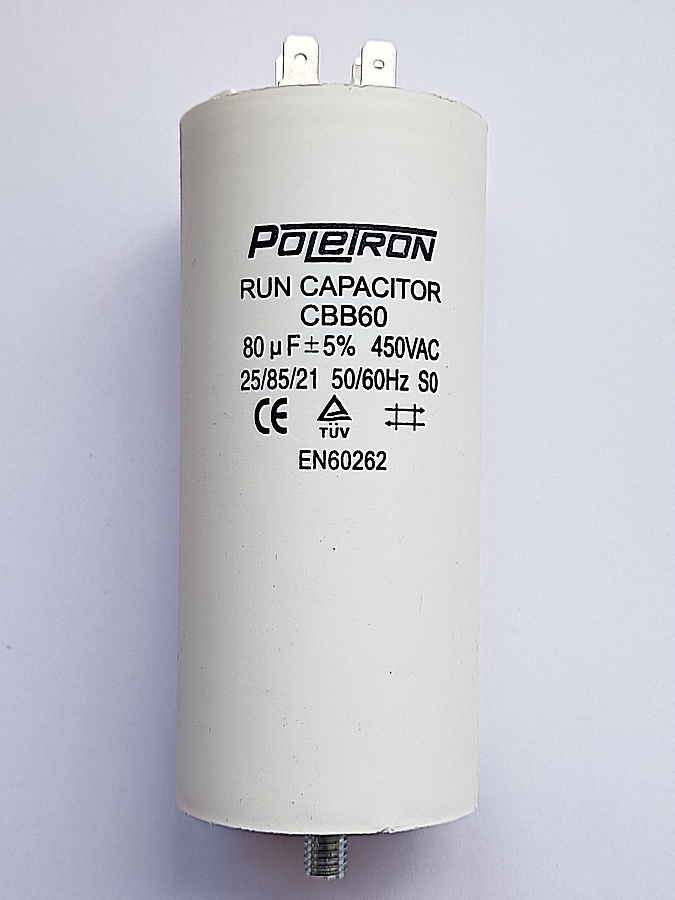 POLETRON
RUN CAPACITOR
CBB60
80 µF±5% 450VAC
25/85/21 50/60Hz S0
CE TÜV
EN60262